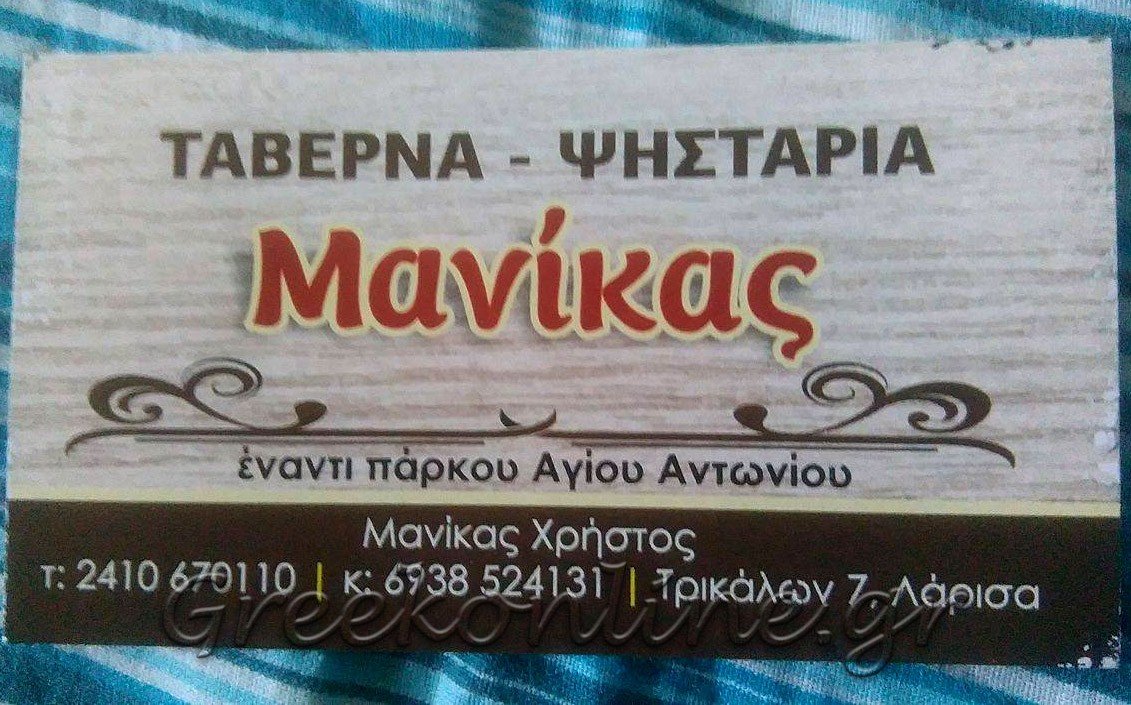 ΤΑΒΕΡΝΑ - ΨΗΣΤΑΡΙΑ
Μανίκας
έναντι πάρκου Αγίου Αντωνίου
Μανίκας Χρήστος
τ: 2410 670110 | κ: 6938 524131 | Τρικάλων 7, Λάρισα
Greekonline.gr